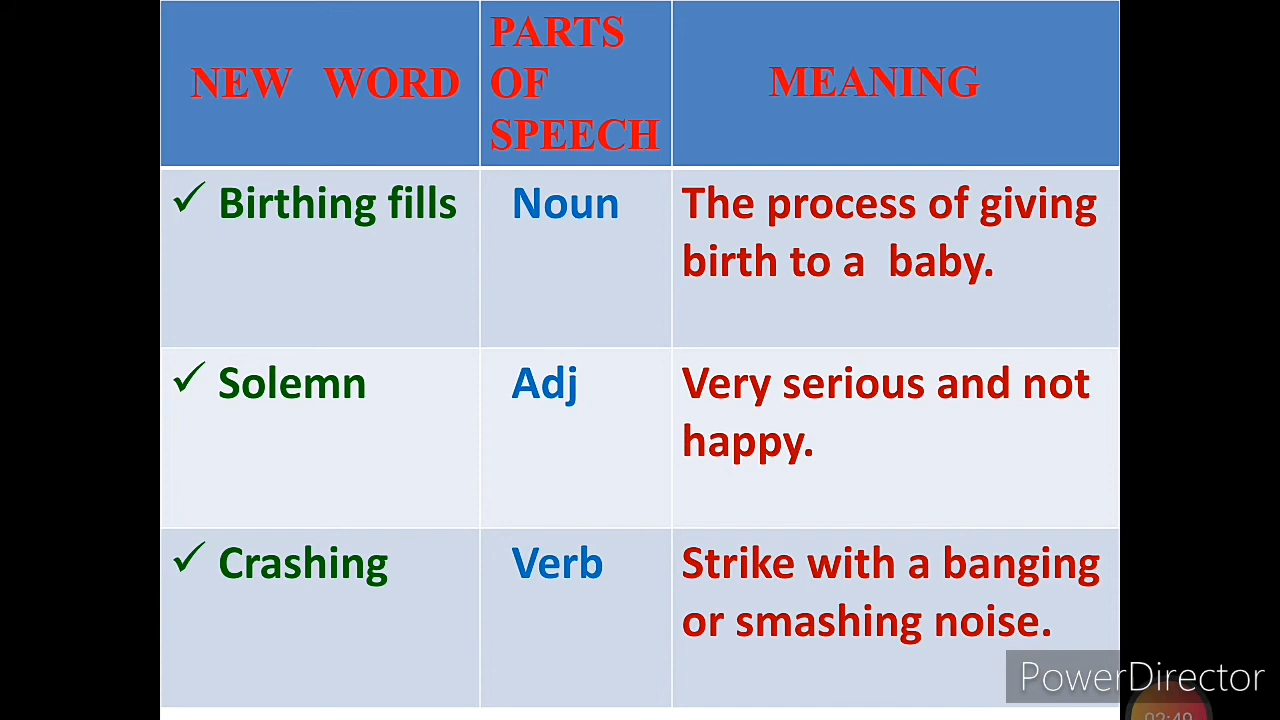 NEW WORD
PARTS
OF
SPEECH
MEANING
✓ Birthing fills
Noun
The process of giving
birth to a baby.
✓ Solemn
Adj
Very serious and not
happy.
✓ Crashing
Verb
Strike with a banging
or smashing noise.
PowerDirector